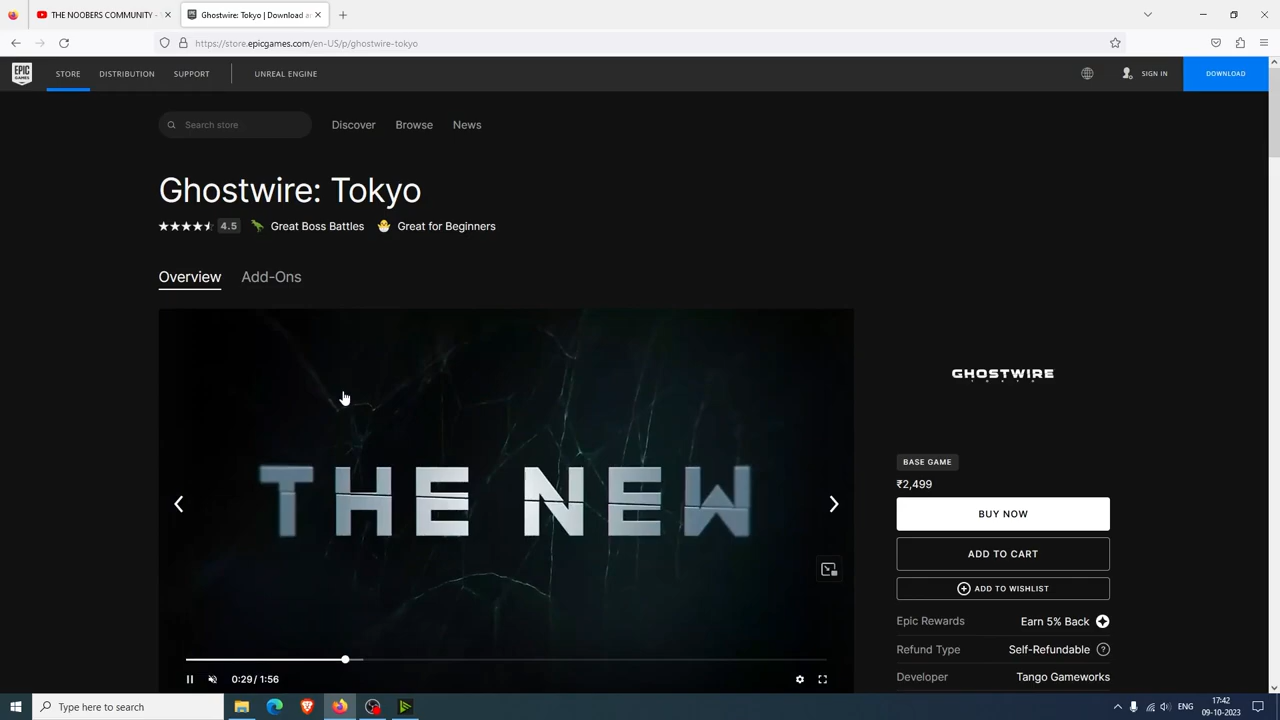 THE NOOBERS COMMUNITY -
Ghostwire: Tokyo | Download a
https://store.epicgames.com/en-US/p/ghostwire-tokyo
EPIC GAMES
STORE
DISTRIBUTION
SUPPORT
UNREAL ENGINE
SIGN IN
DOWNLOAD
Search store
Discover
Browse
News
Ghostwire: Tokyo
4.5
Great Boss Battles
Great for Beginners
Overview
Add-Ons
THE NEW
0:29 / 1:56
GHOSTWIRE
TOKYO
BASE GAME
₹2,499
BUY NOW
ADD TO CART
ADD TO WISHLIST
Epic Rewards
Earn 5% Back
Refund Type
Self-Refundable
Developer
Tango Gameworks
Type here to search
ENG
17:42
09-10-2023